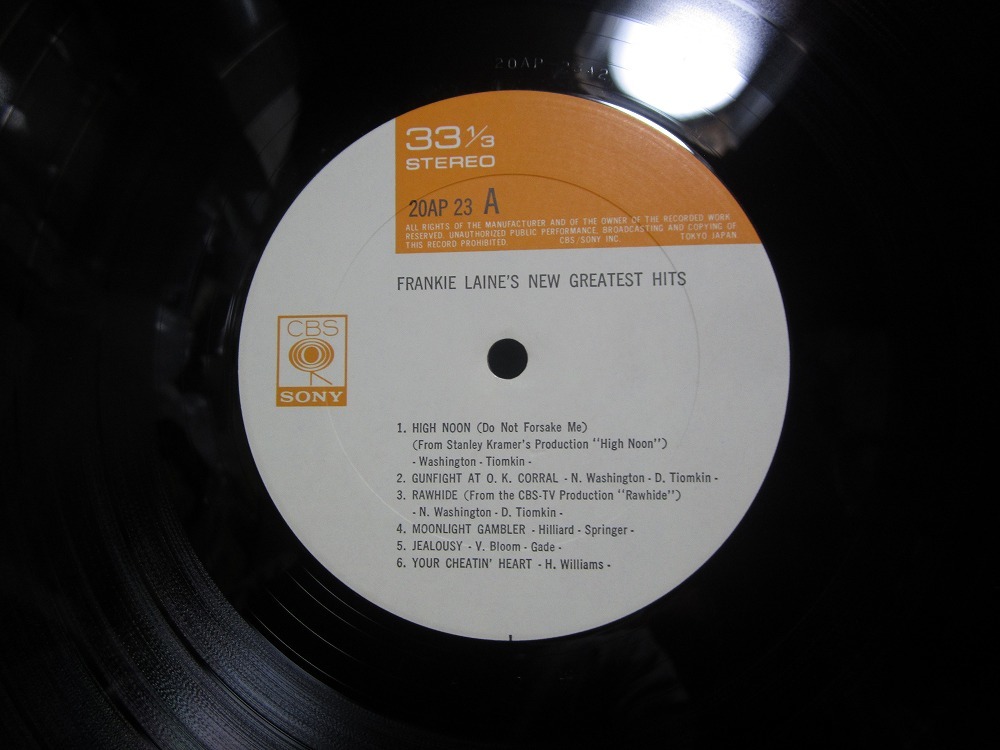 20AP
33 1/3
STEREO
20AP 23 A
ALL RIGHTS OF THE MANUFACTURER AND OF THE OWNER OF THE RECORDED WORK
RESERVED. UNAUTHORIZED PUBLIC PERFORMANCE, BROADCASTING AND COPYING OF
THIS RECORD PROHIBITED. CBS/SONY INC. TOKYO JAPAN
FRANKIE LAINE'S NEW GREATEST HITS
CBS
SONY
1. HIGH NOON (Do Not Forsake Me)
(From Stanley Kramer's Production "High Noon")
- Washington - Tiomkin -
2. GUNFIGHT AT O. K. CORRAL - N. Washington - D. Tiomkin -
3. RAWHIDE (From the CBS-TV Production "Rawhide")
- N. Washington - D. Tiomkin -
4. MOONLIGHT GAMBLER - Hilliard - Springer -
5. JEALOUSY - V. Bloom - Gade -
6. YOUR CHEATIN' HEART - H. Williams -